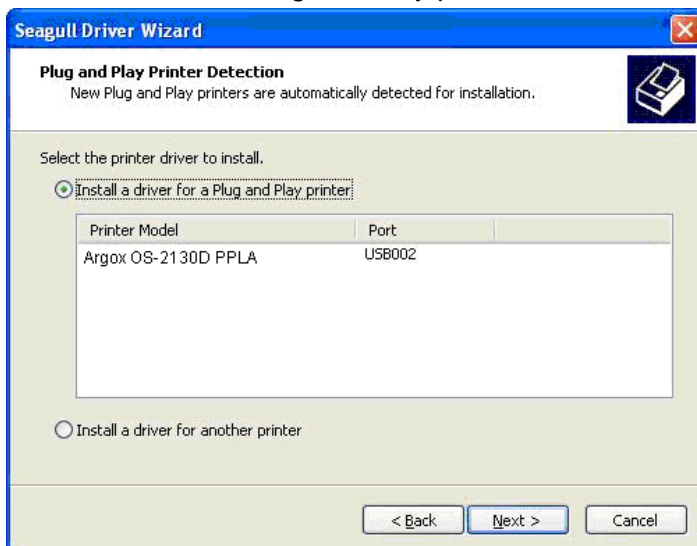 Seagull Driver Wizard
Plug and Play Printer Detection
New Plug and Play printers are automatically detected for installation.
Select the printer driver to install.
Install a driver for a Plug and Play printer
Printer Model Port
Argox OS-2130D PPLA USB002
Install a driver for another printer
< Back Next > Cancel